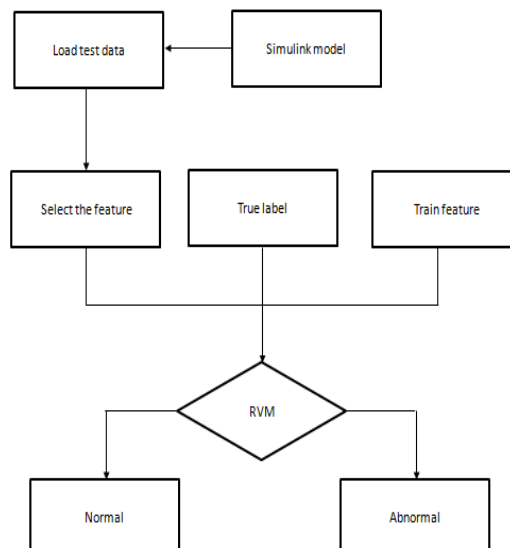 Load test data
Simulink model
Select the feature
True label
Train feature
RVM
Normal
Abnormal